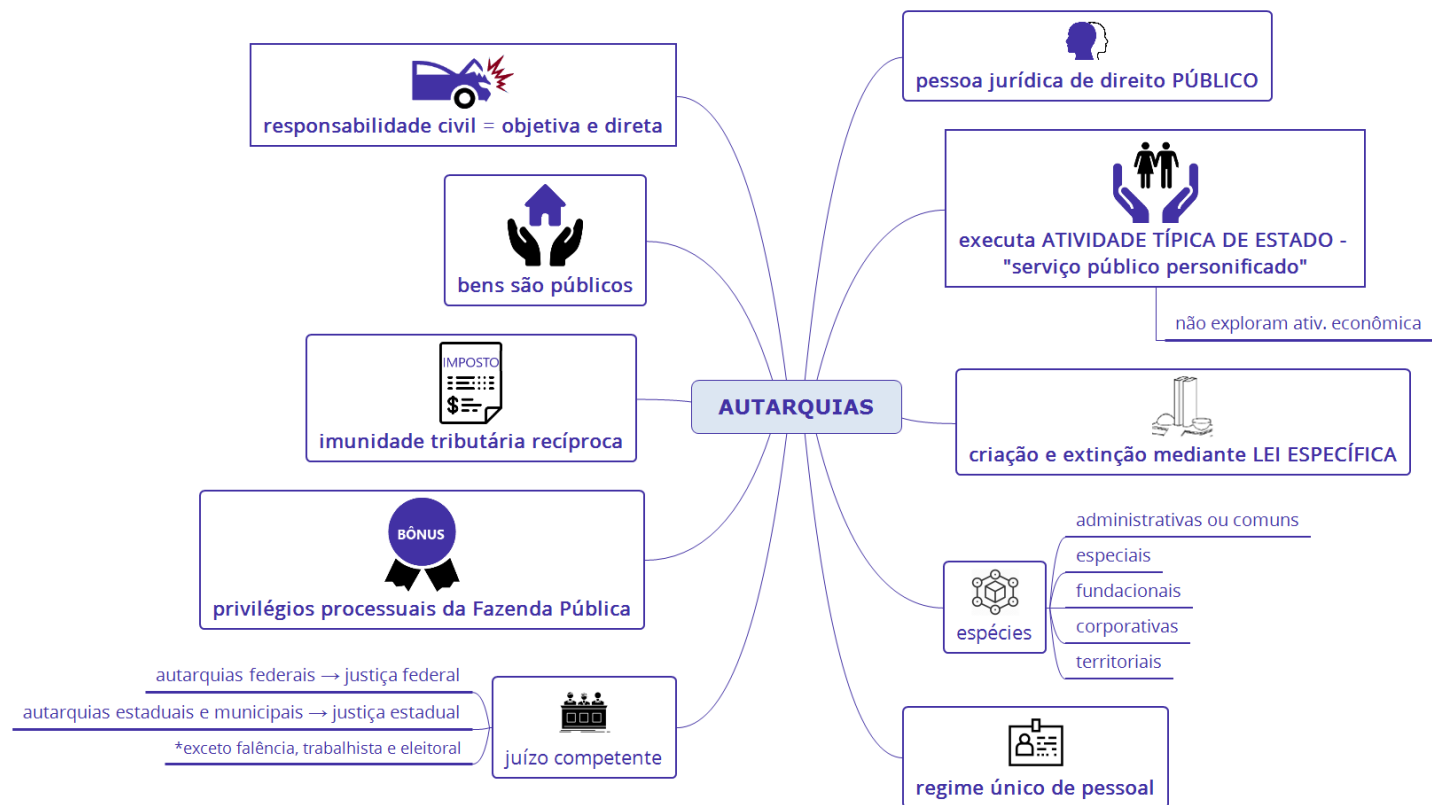 AUTARQUIAS
pessoa jurídica de direito PÚBLICO
executa ATIVIDADE TÍPICA DE ESTADO -
"serviço público personificado"
não exploram ativ. econômica
criação e extinção mediante LEI ESPECÍFICA
espécies
administrativas ou comuns
especiais
fundacionais
corporativas
territoriais
regime único de pessoal
responsabilidade civil = objetiva e direta
bens são públicos
IMPOSTO
$
imunidade tributária recíproca
BÔNUS
privilégios processuais da Fazenda Pública
juízo competente
autarquias federais → justiça federal
autarquias estaduais e municipais → justiça estadual
*exceto falência, trabalhista e eleitoral